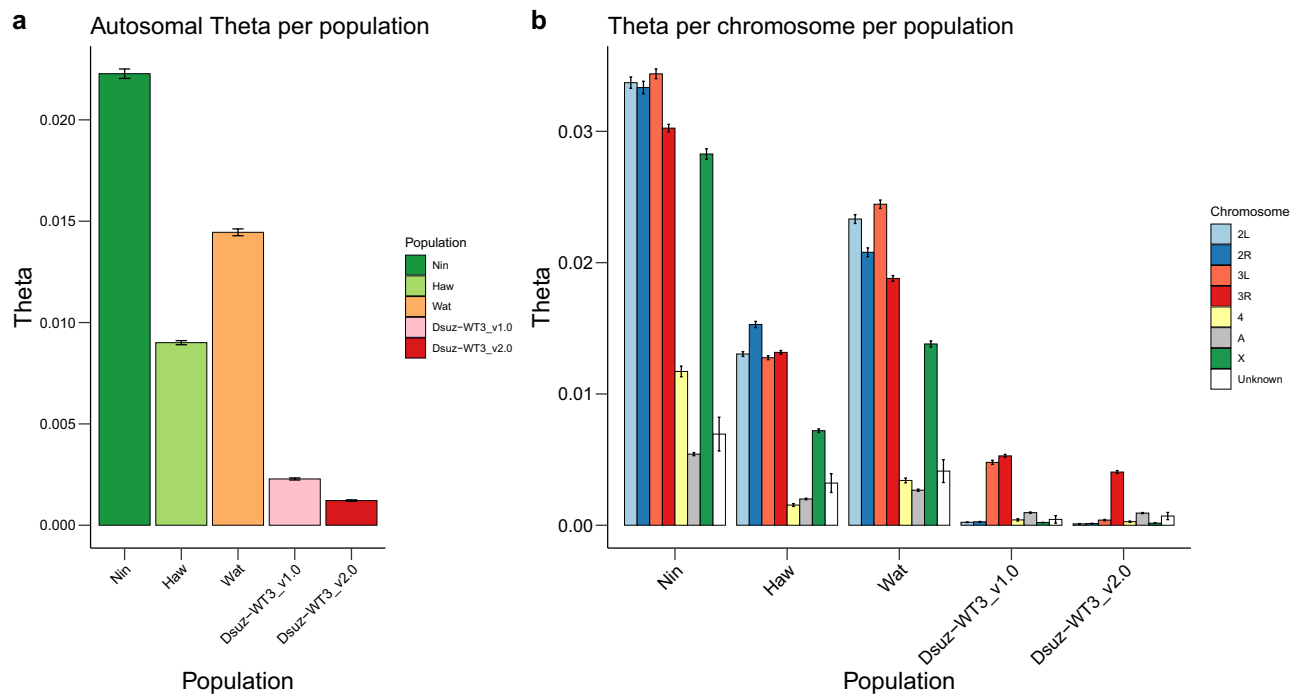 a
Autosomal Theta per population
Theta
0.020
0.015
0.010
0.005
0.000
Nin
Haw
Wat
Dsuz−WT3_v1.0
Dsuz−WT3_v2.0
Population
Population
Nin
Haw
Wat
Dsuz−WT3_v1.0
Dsuz−WT3_v2.0
b
Theta per chromosome per population
Theta
0.03
0.02
0.01
0.00
Nin
Haw
Wat
Dsuz−WT3_v1.0
Dsuz−WT3_v2.0
Population
Chromosome
2L
2R
3L
3R
4
A
X
Unknown